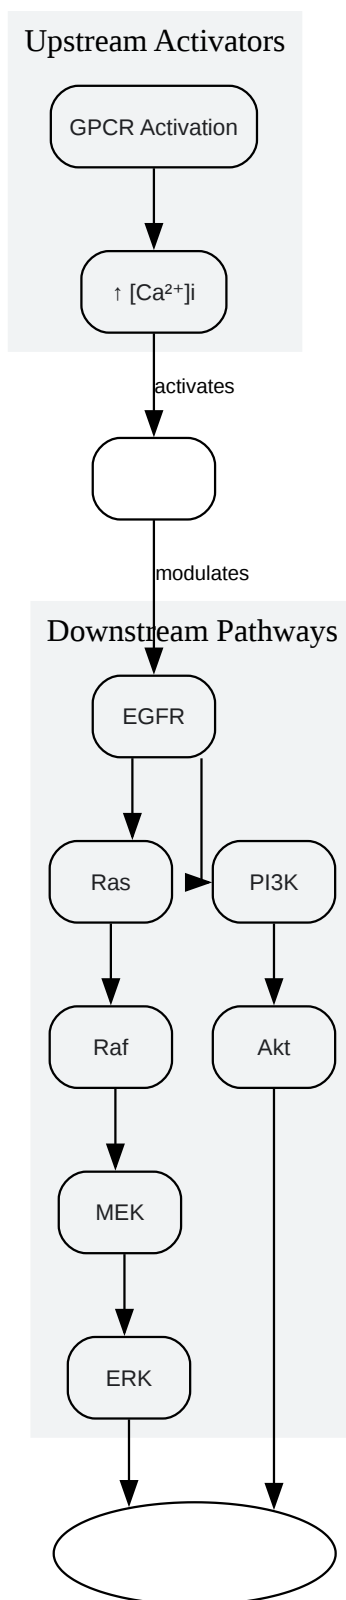 Upstream Activators
GPCR Activation
↑ [Ca²⁺]i
activates
modulates
Downstream Pathways
EGFR
Ras
PI3K
Raf
Akt
MEK
ERK